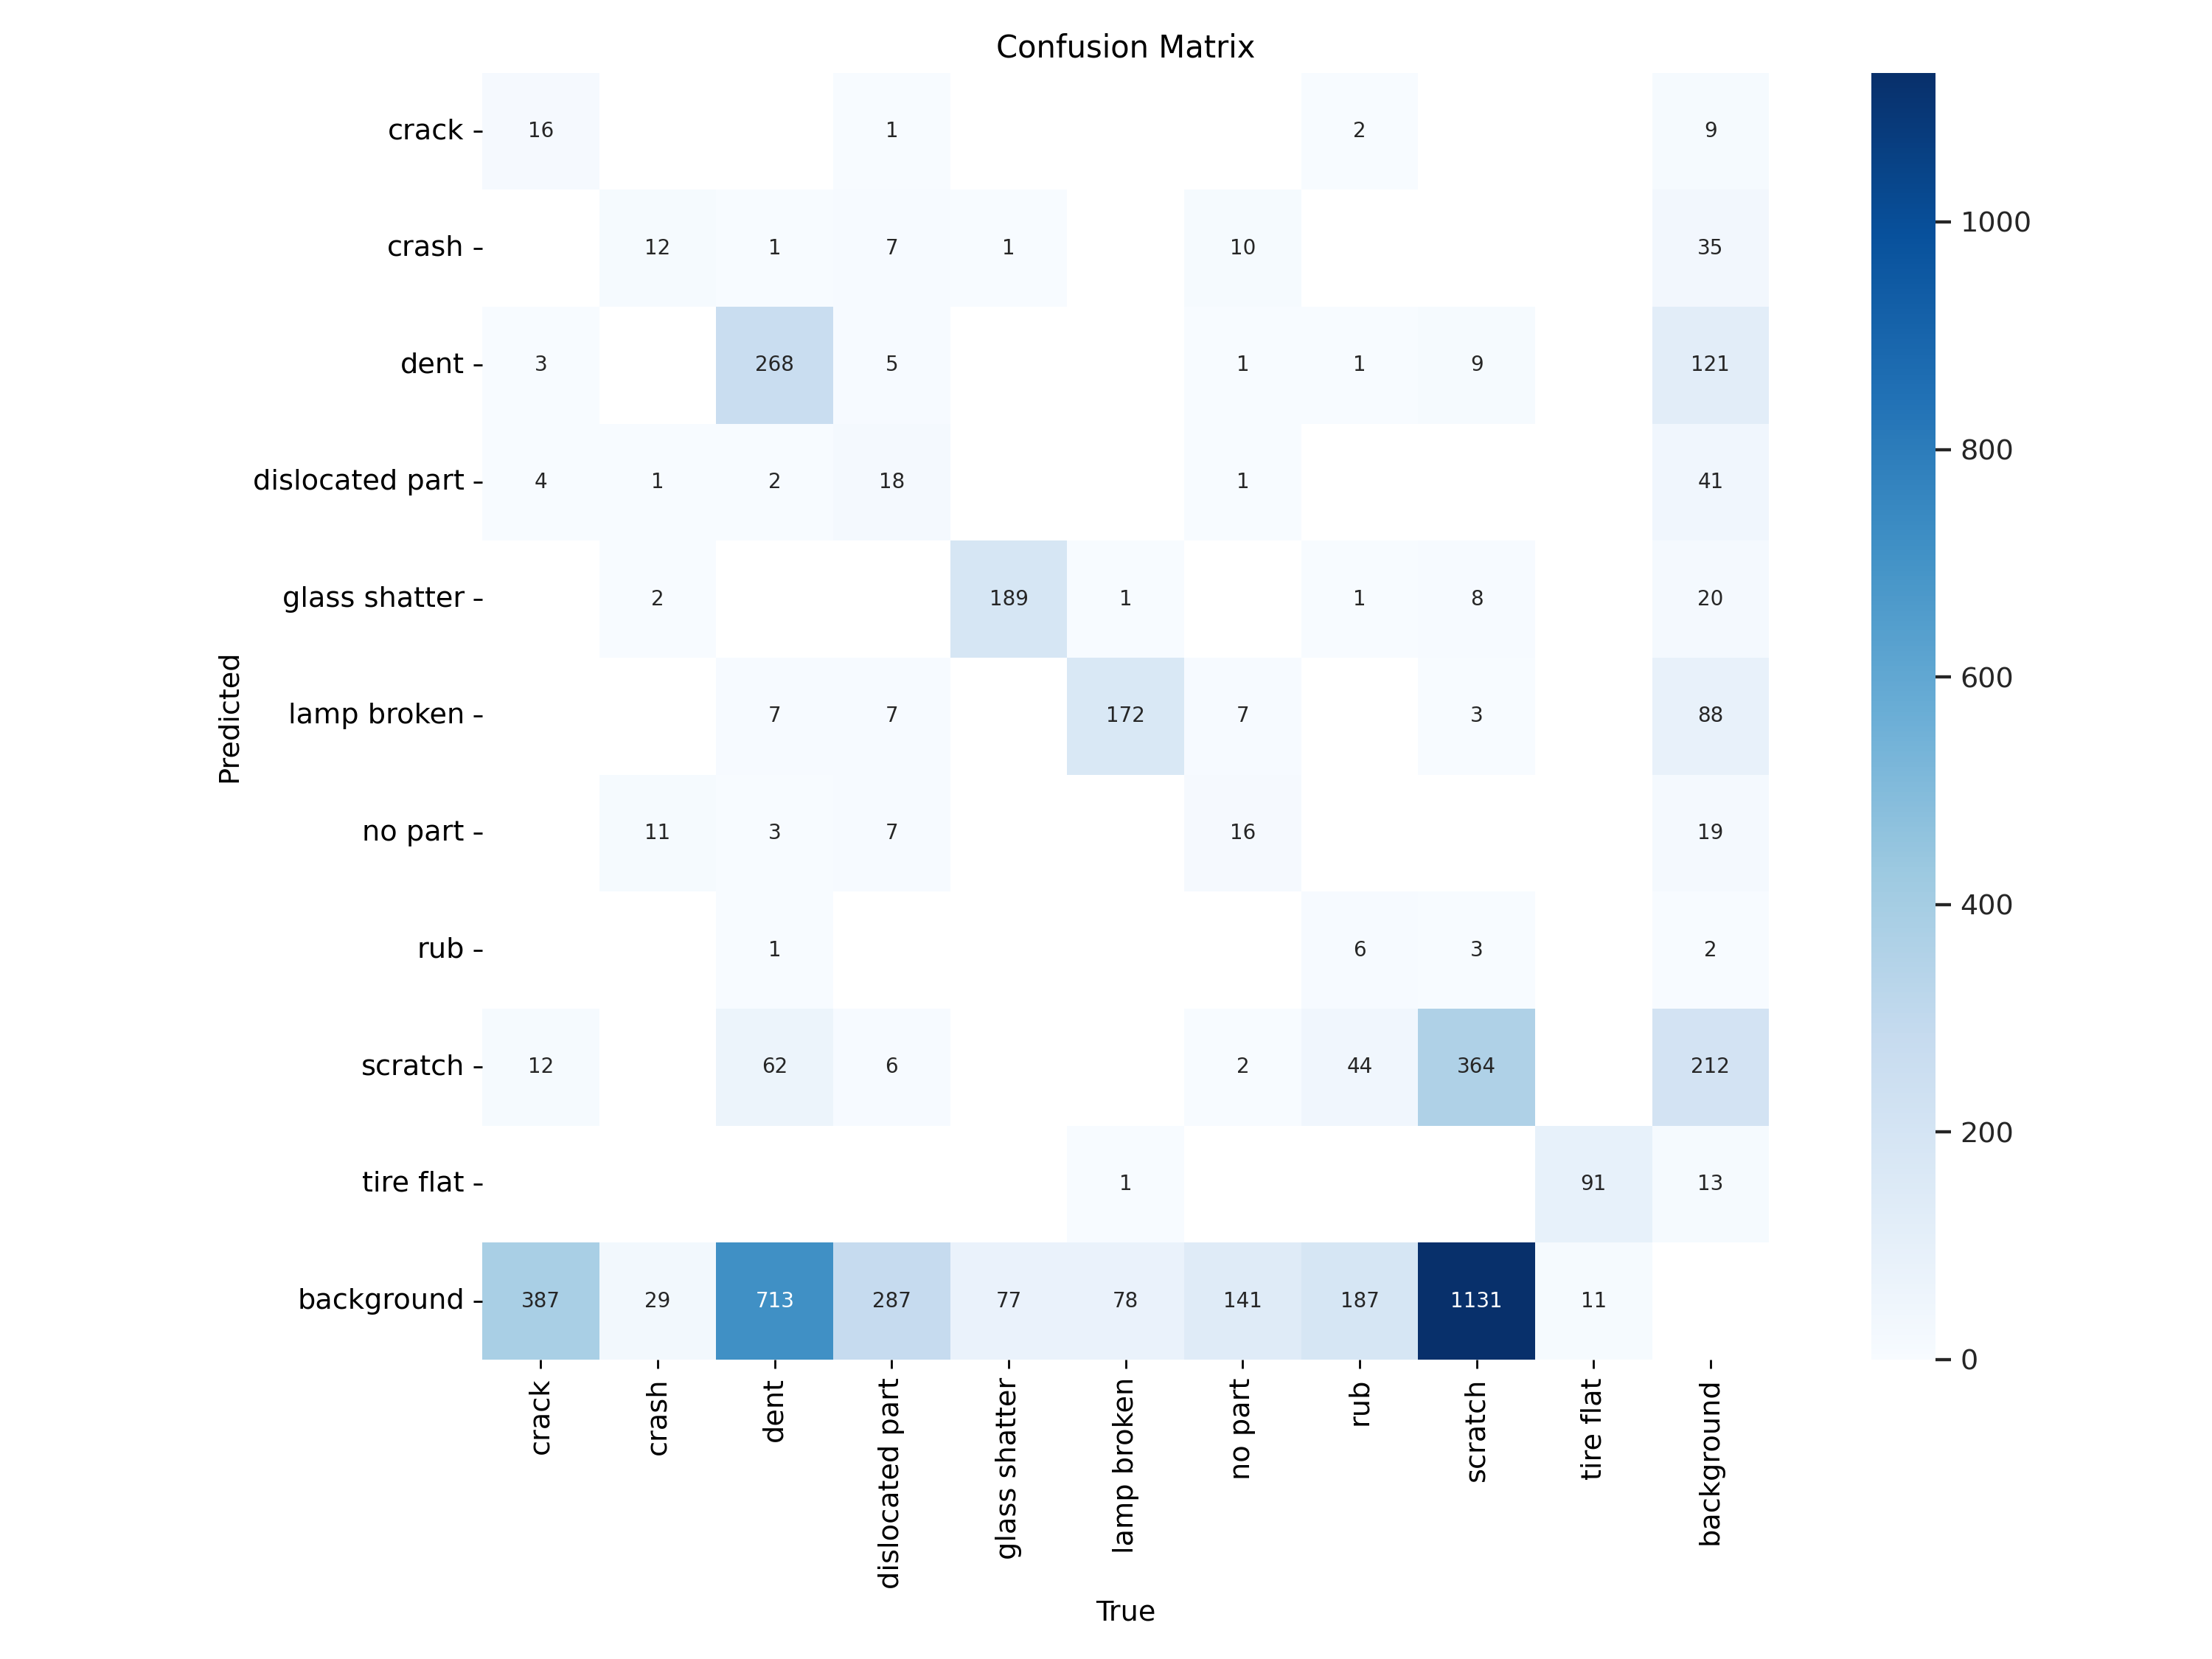 Confusion Matrix
crack 16 1 2 9
crash 12 1 7 1 10 35
dent 3 268 5 1 1 9 121
dislocated part 4 1 2 18 1 41
glass shatter 2 189 1 1 8 20
lamp broken 7 7 172 7 3 88
no part 11 3 7 16 19
rub 1 6 3 2
scratch 12 62 6 2 44 364 212
tire flat 1 91 13
background 387 29 713 287 77 78 141 187 1131 11
Predicted
crack
crash
dent
dislocated part
glass shatter
lamp broken
no part
rub
scratch
tire flat
background
True
1000
800
600
400
200
0